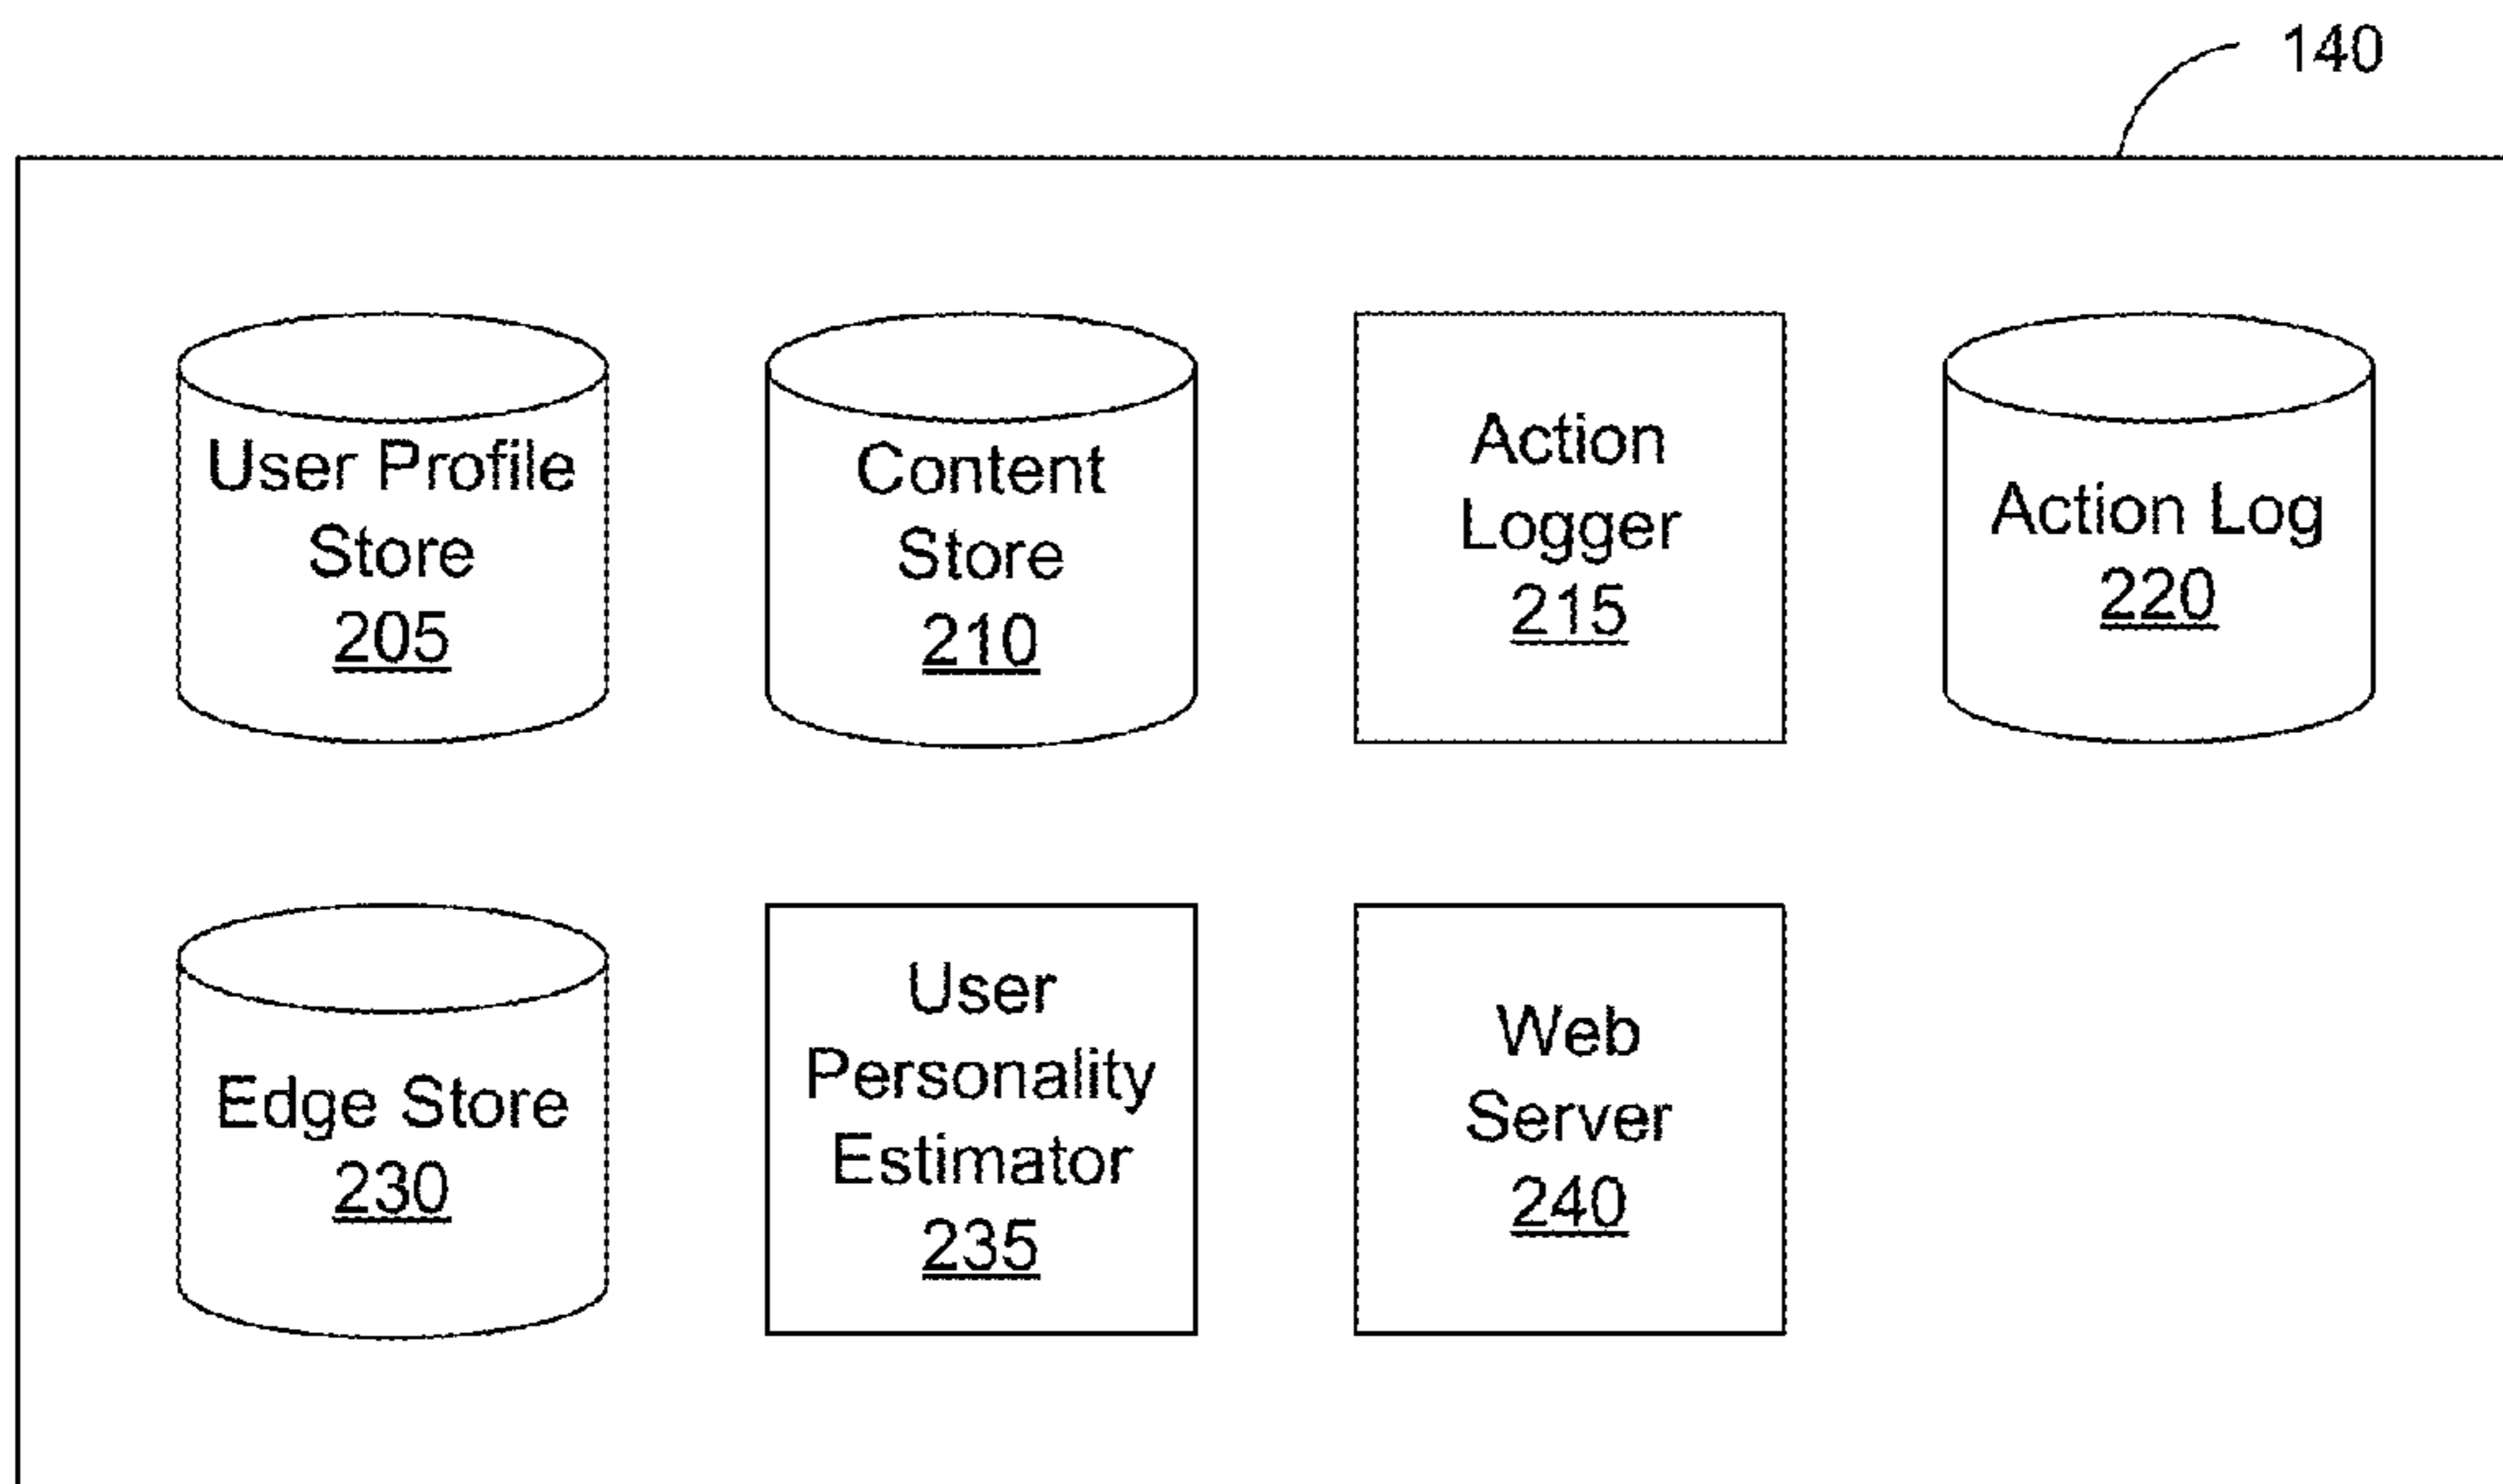 140
User Profile
Store
205
Content
Store
210
Action
Logger
215
Action Log
220
Edge Store
230
User
Personality
Estimator
235
Web
Server
240